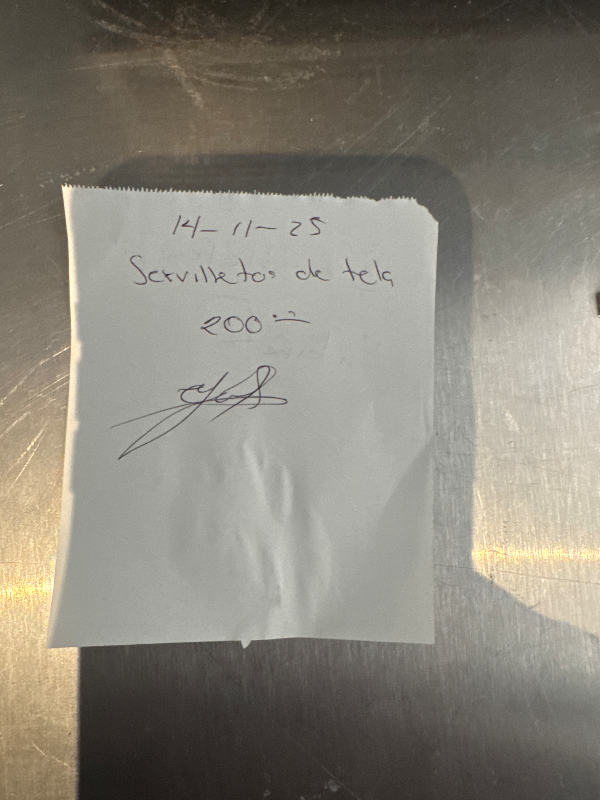 14-11-25
Servilletas de tela
200.–